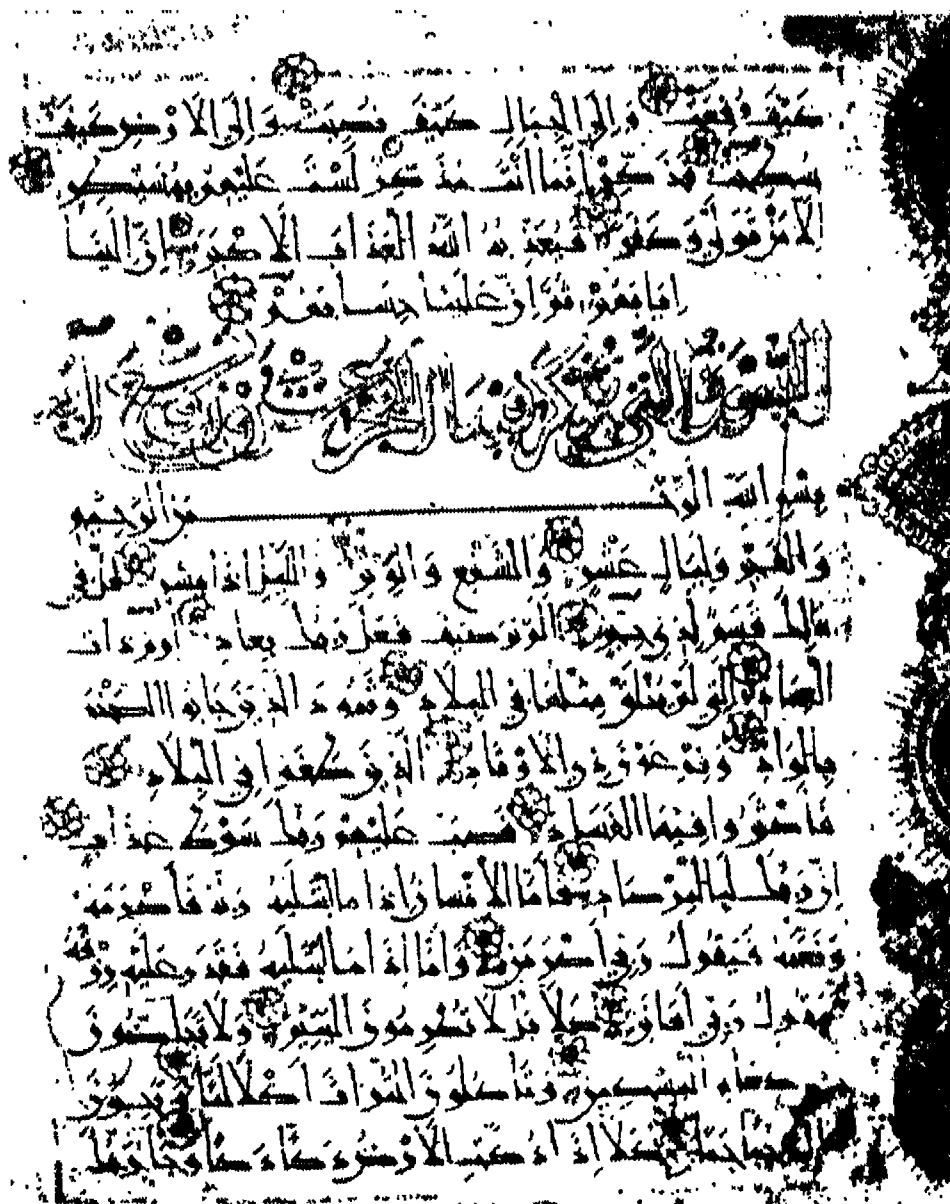 كيف رفعت وإلى الجبال كيف نصبت وإلى الأرض كيف
سطحت فذكر إنما أنت مذكر لست عليهم بمصيطر
إلا من تولى وكفر فيعذبه الله العذاب الأكبر إن إلينا
إيابهم ثم إن علينا حسابهم
السورة التي يذكر فيها الفجر
بسم الله الرحمن الرحيم
والفجر وليال عشر والشفع والوتر والليل إذا يسر هل في
ذلك قسم لذي حجر ألم تر كيف فعل ربك بعاد إرم ذات
العماد التي لم يخلق مثلها في البلاد وثمود الذين جابوا الصخر
بالواد وفرعون ذي الأوتاد الذين طغوا في البلاد
فأكثروا فيها الفساد فصب عليهم ربك سوط عذاب
إن ربك لبالمرصاد فأما الإنسان إذا ما ابتليه ربه فأكرمه
ونعمه فيقول ربي أكرمن وأما إذا ما ابتليه فقدر عليه رزقه
فيقول ربي أهانن كلا بل لا تكرمون اليتيم ولا تحاضون
على طعام المسكين وتأكلون التراث أكلا لما وتحبون
المال حبا جما كلا إذا دكت الأرض دكا دكا وجاء ربك